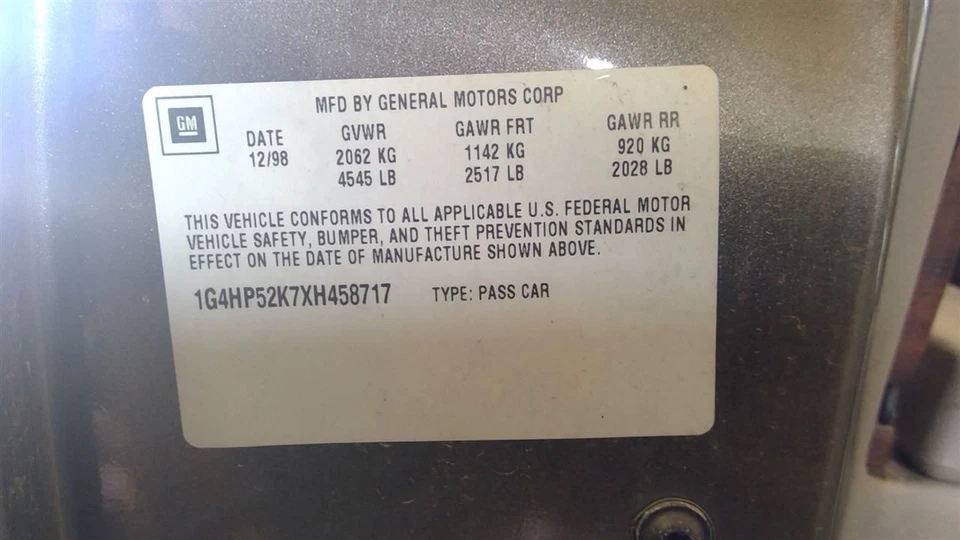 MFD BY GENERAL MOTORS CORP
GM
DATE GVWR GAWR FRT GAWR RR
12/98 2062 KG 1142 KG 920 KG
4545 LB 2517 LB 2028 LB
THIS VEHICLE CONFORMS TO ALL APPLICABLE U.S. FEDERAL MOTOR
VEHICLE SAFETY, BUMPER, AND THEFT PREVENTION STANDARDS IN
EFFECT ON THE DATE OF MANUFACTURE SHOWN ABOVE.
1G4HP52K7XH458717 TYPE: PASS CAR